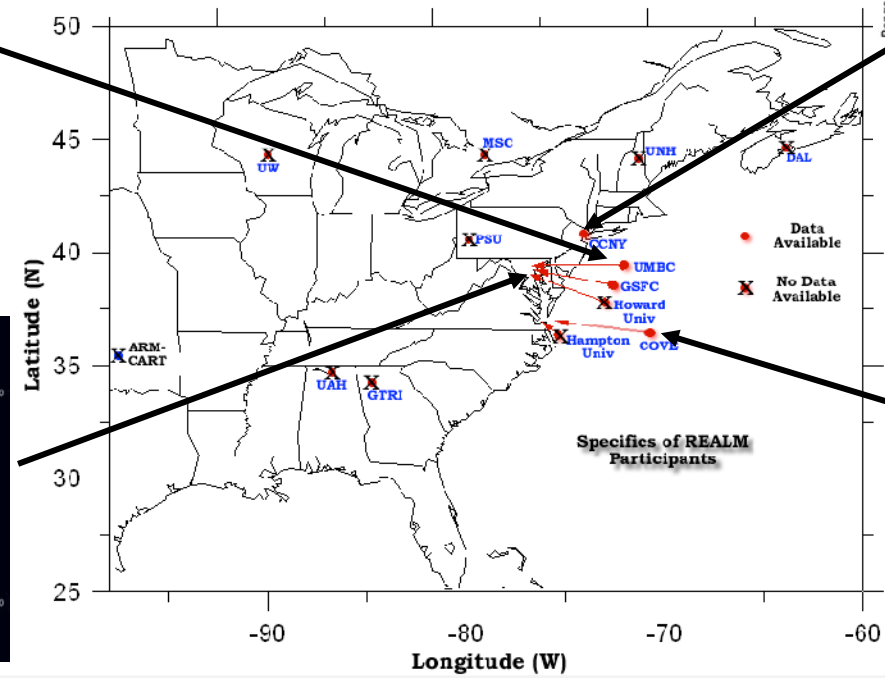 50
45
40
35
30
25
Latitude (N)
MSC
UW
UNH
DAL
PSU
CCNY
UMBC
GSFC
Howard
Univ
Hampton
Univ
COVE
ARM-
CART
UAH
GTRI
Data
Available
No Data
Available
Specifics of REALM
Participants
-90
-80
-70
-60
Longitude (W)